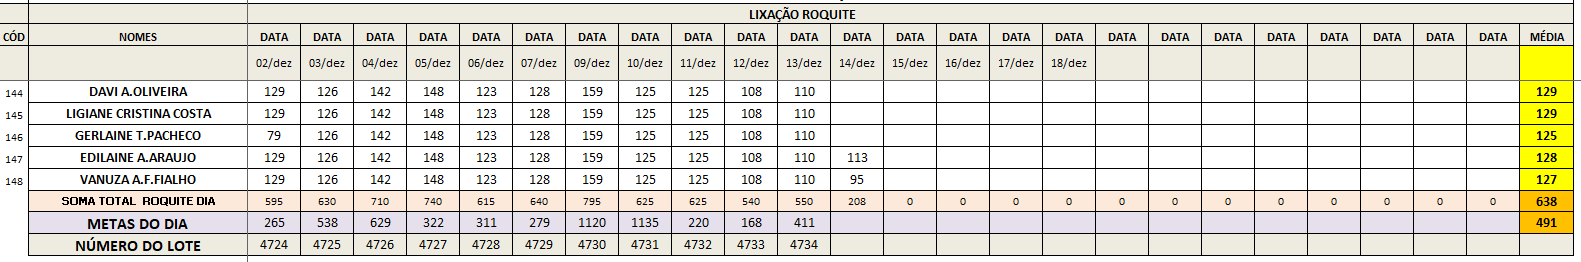 LIXAÇÃO ROQUITE
CÓD NOMES DATA DATA DATA DATA DATA DATA DATA DATA DATA DATA DATA DATA DATA DATA DATA DATA DATA DATA DATA DATA DATA DATA DATA DATA MÉDIA
02/dez 03/dez 04/dez 05/dez 06/dez 07/dez 09/dez 10/dez 11/dez 12/dez 13/dez 14/dez 15/dez 16/dez 17/dez 18/dez
144 DAVI A.OLIVEIRA 129 126 142 148 123 128 159 125 125 108 110 129
145 LIGIANE CRISTINA COSTA 129 126 142 148 123 128 159 125 125 108 110 129
146 GERLAINE T.PACHECO 79 126 142 148 123 128 159 125 125 108 110 125
147 EDILAINE A.ARAUJO 129 126 142 148 123 128 159 125 125 108 110 113 128
148 VANUZA A.F.FIALHO 129 126 142 148 123 128 159 125 125 108 110 95 127
SOMA TOTAL ROQUITE DIA 595 630 710 740 615 640 795 625 625 540 550 208 0 0 0 0 0 0 0 0 0 0 0 0 638
METAS DO DIA 265 538 629 322 311 279 1120 1135 220 168 411 491
NÚMERO DO LOTE 4724 4725 4726 4727 4728 4729 4730 4731 4732 4733 4734